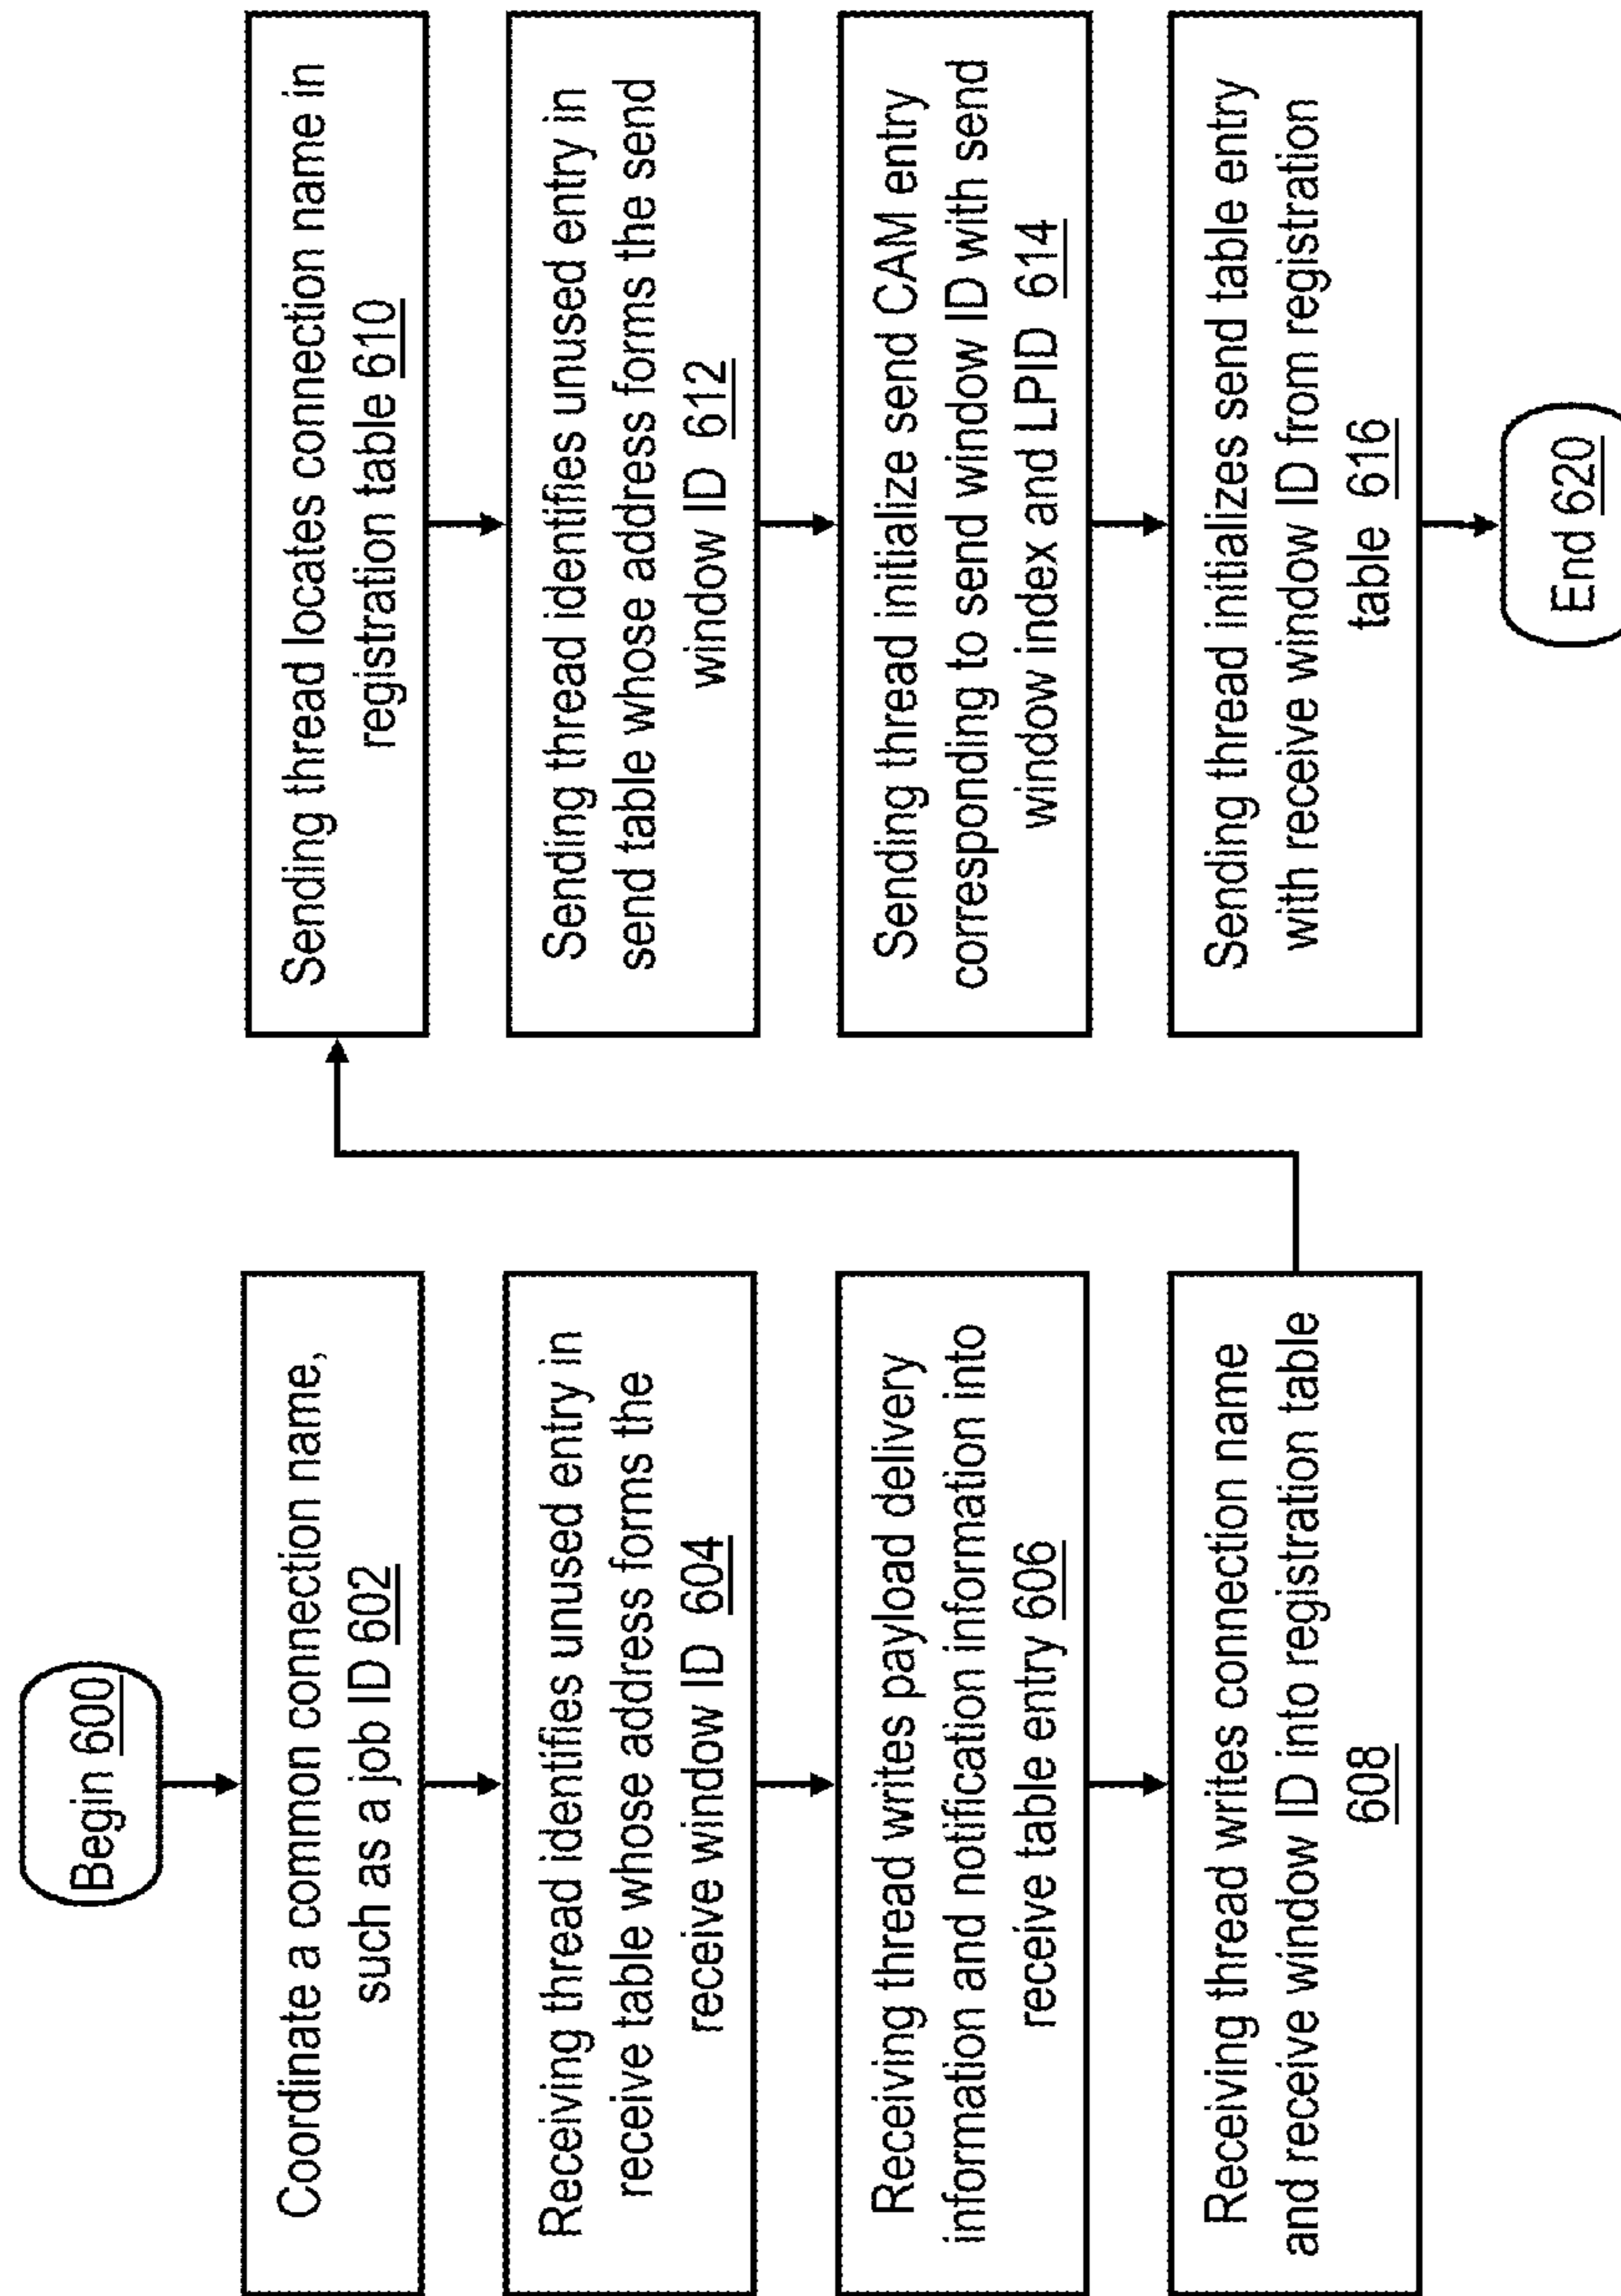 Begin 600
Coordinate a common connection name,
such as a job ID 602
Receiving thread identifies unused entry in
receive table whose address forms the
receive window ID 604
Receiving thread writes payload delivery
information and notification information into
receive table entry 606
Receiving thread writes connection name
and receive window ID into registration table
608
Sending thread locates connection name in
registration table 610
Sending thread identifies unused entry in
send table whose address forms the send
window ID 612
Sending thread initialize send CAM entry
corresponding to send window ID with send
window index and LPID 614
Sending thread initializes send table entry
with receive window ID from registration
table 616
End 620